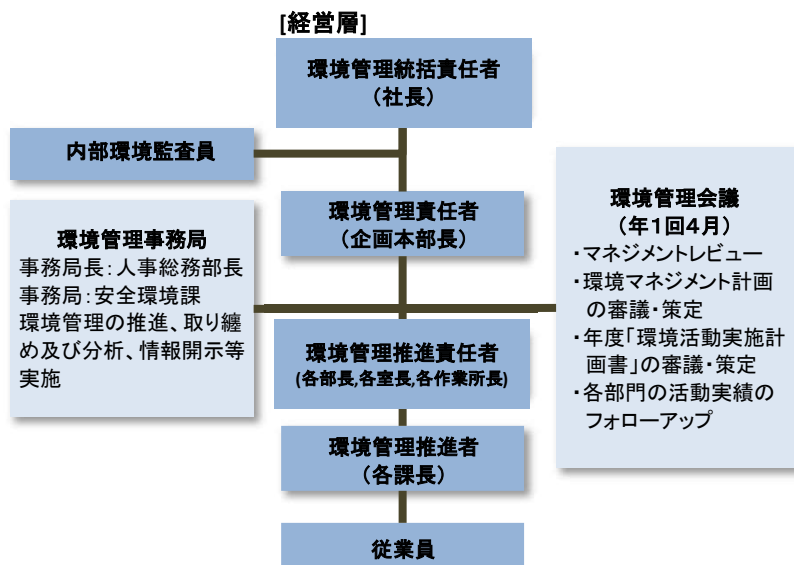 [経営層]
環境管理統括責任者
（社長）
内部環境監査員
環境管理責任者
（企画本部長）
環境管理事務局
事務局長：人事総務部長
事務局：安全環境課
環境管理の推進、取り纏
め及び分析、情報開示等
実施
環境管理会議
（年1回4月）
・マネジメントレビュー
・環境マネジメント計画
の審議・策定
・年度「環境活動実施計
画書」の審議・策定
・各部門の活動実績の
フォローアップ
環境管理推進責任者
(各部長,各室長,各作業所長)
環境管理推進者
（各課長）
従業員